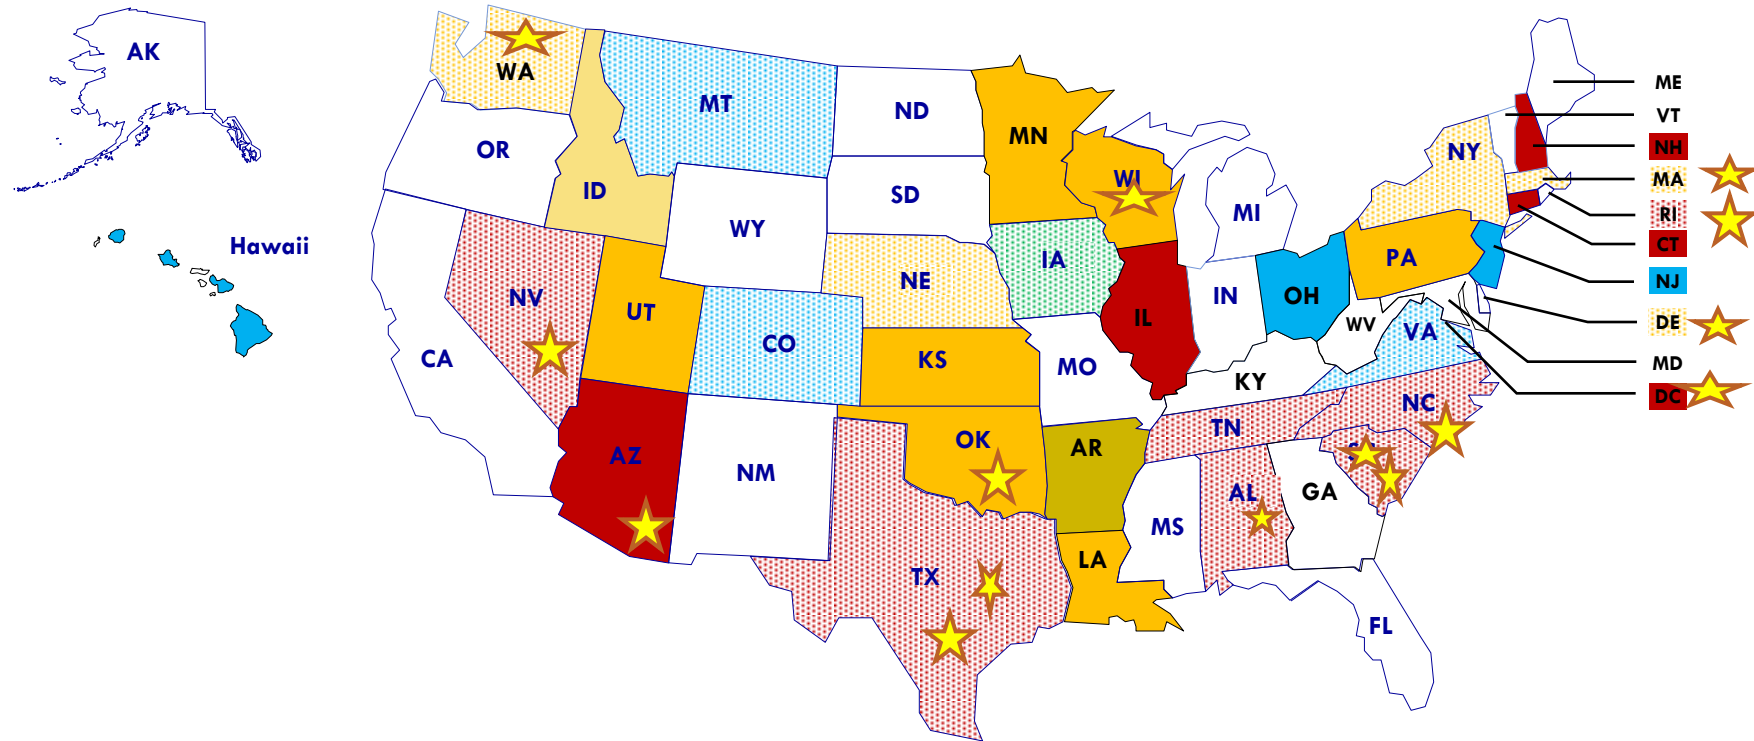 AK
WA
MT
ND
MN
ME
VT
OR
NY
NH
WI
MA
ID
SD
RI
MI
WY
Hawaii
CT
IA
PA
NE
NJ
NV
IN
OH
UT
IL
WV
DE
VA
CO
CA
KS
MO
MD
KY
DC
NC
TN
OK
AR
AZ
NM
GA
AL
MS
LA
TX
FL